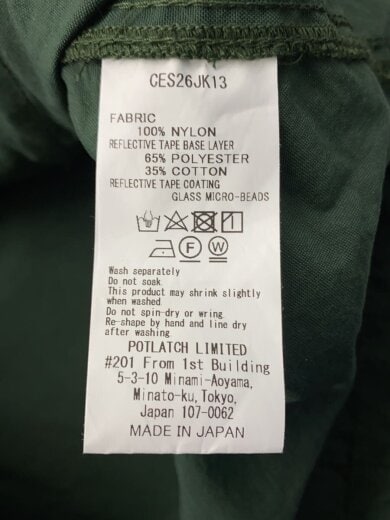 CES26JK13
FABRIC
100% NYLON
REFLECTIVE TAPE BASE LAYER
65% POLYESTER
35% COTTON
REFLECTIVE TAPE COATING
GLASS MICRO-BEADS
F W
Wash separately
Do not soak
This product may shrink slightly
when washed.
Do not spin-dry or wring.
Re-shape by hand and line dry
after washing.
POTLATCH LIMITED
#201 From 1st Building
5-3-10 Minami-Aoyama,
Minato-ku, Tokyo,
Japan 107-0062
MADE IN JAPAN